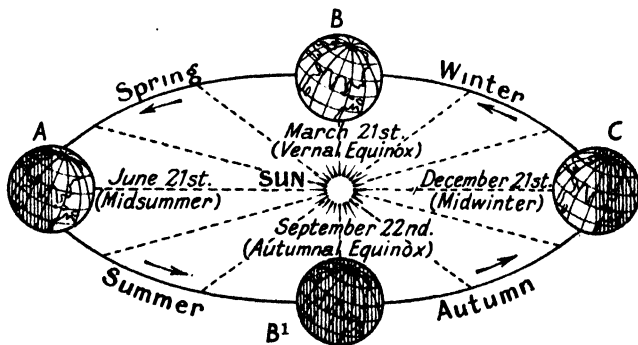 B
Spring
Winter
A
C
March 21st.
(Vernal Equinox)
June 21st.
(Midsummer)
SUN
December 21st.
(Midwinter)
September 22nd.
(Autumnal Equinox)
Summer
Autumn
B¹